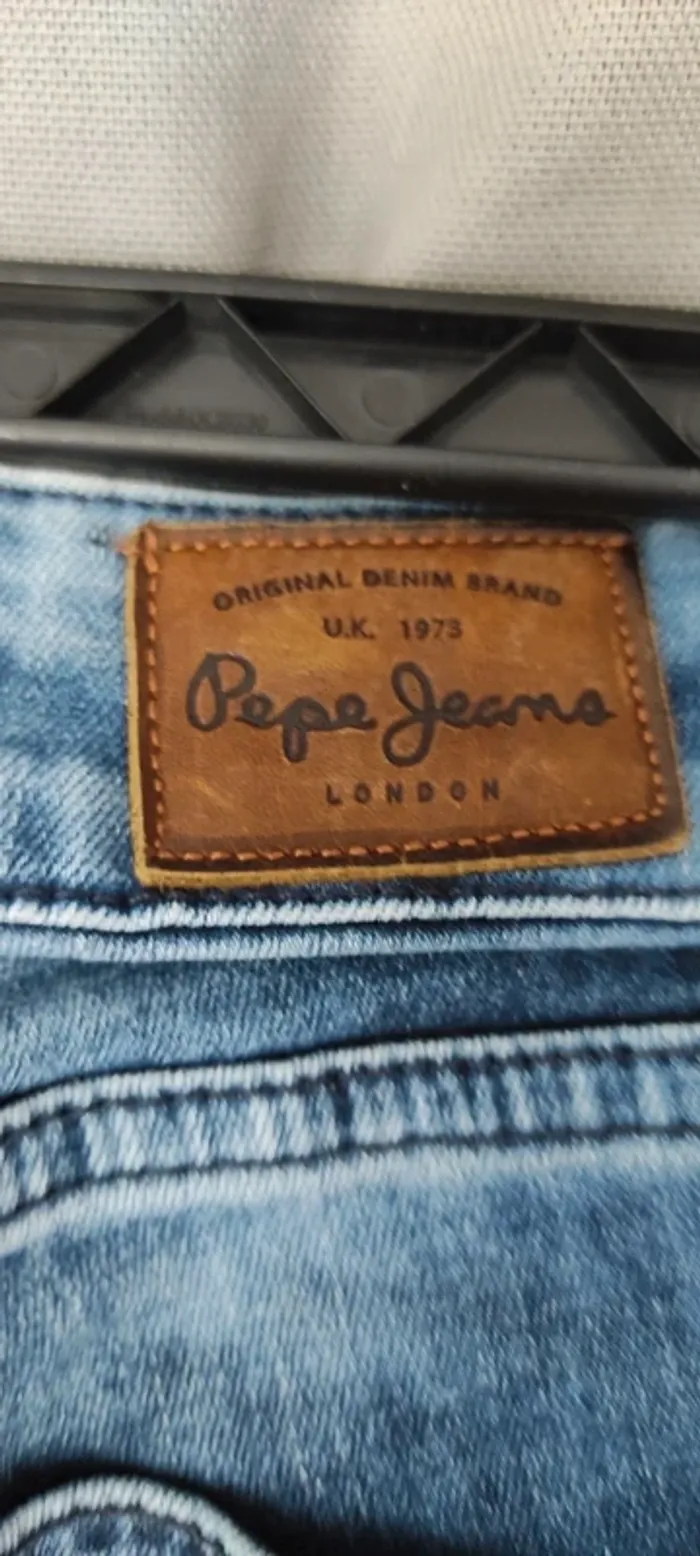 ORIGINAL DENIM BRAND
U.K. 1973
Pepe Jeans
LONDON